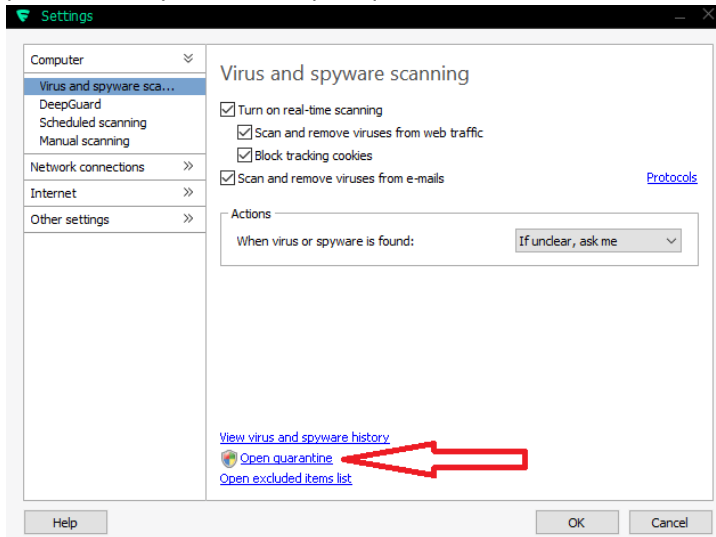 Settings
Computer
Virus and spyware sca...
DeepGuard
Scheduled scanning
Manual scanning
Network connections
Internet
Other settings
Virus and spyware scanning
Turn on real-time scanning
Scan and remove viruses from web traffic
Block tracking cookies
Scan and remove viruses from e-mails
Protocols
Actions
When virus or spyware is found:
If unclear, ask me
View virus and spyware history
Open quarantine
Open excluded items list
Help
OK
Cancel